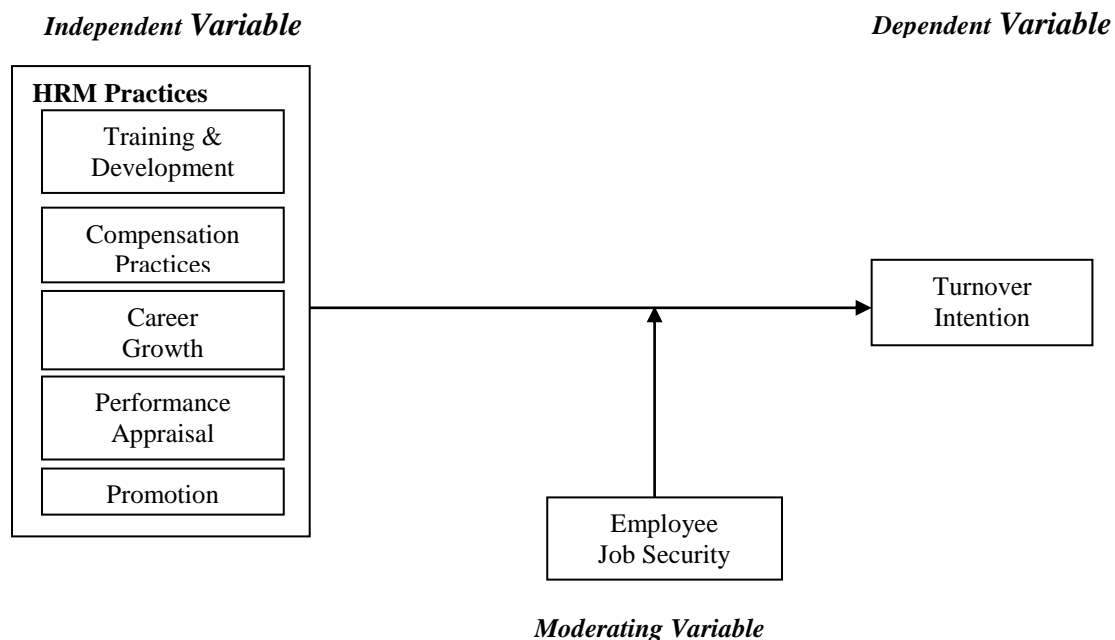 Independent Variable
Dependent Variable
HRM Practices
Training &
Development
Compensation
Practices
Career
Growth
Performance
Appraisal
Promotion
Turnover
Intention
Employee
Job Security
Moderating Variable